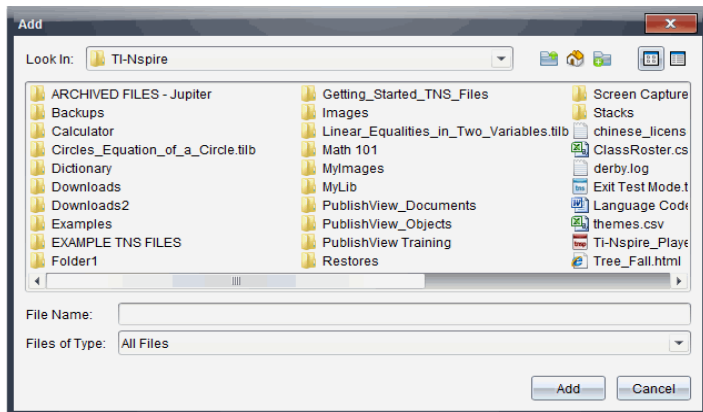 Add
Look In: TI-Nspire
ARCHIVED FILES - Jupiter
Backups
Calculator
Circles_Equation_of_a_Circle.tilb
Dictionary
Downloads
Downloads2
Examples
EXAMPLE TNS FILES
Folder1
Getting_Started_TNS_Files
Images
Linear_Equalities_in_Two_Variables.tilb
Math 101
MyImages
MyLib
PublishView_Documents
PublishView_Objects
PublishView Training
Restores
Screen Capture
Stacks
chinese_licens
ClassRoster.cs
derby.log
Exit Test Mode.t
Language Code
themes.csv
Ti-Nspire_Playe
Tree_Fall.html
File Name:
Files of Type: All Files
Add Cancel